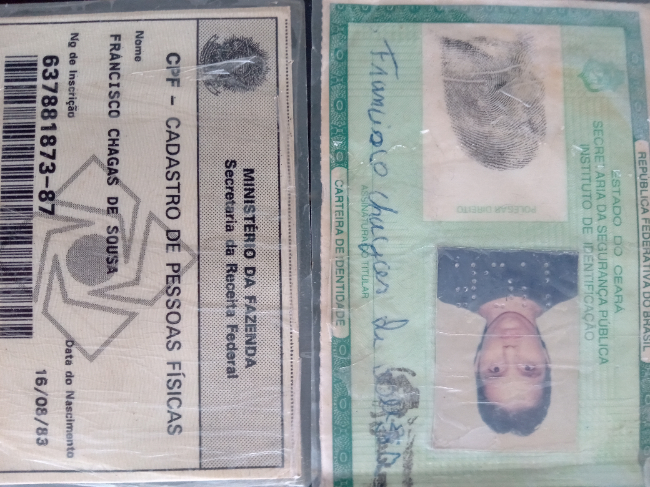 MINISTÉRIO DA FAZENDA
Secretaria da Receita Federal
CPF - CADASTRO DE PESSOAS FÍSICAS
Nome
FRANCISCO CHAGAS DE SOUSA
Nº de Inscrição
637881873-87
Data do Nascimento
16/08/83
REPÚBLICA FEDERATIVA DO BRASIL
ESTADO DO CEARÁ
SECRETARIA DA SEGURANÇA PÚBLICA
INSTITUTO DE IDENTIFICAÇÃO
POLEGAR DIREITO
Francisco Chagas de
ASSINATURA DO TITULAR
CARTEIRA DE IDENTIDADE